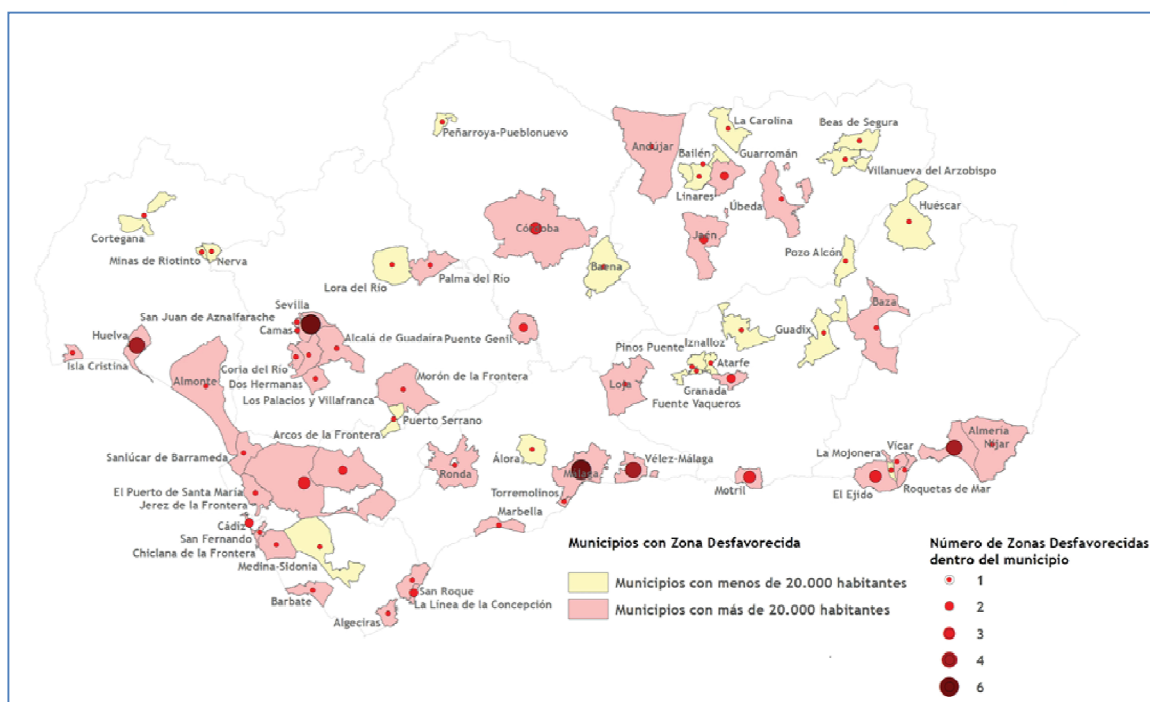 Peñarroya-Pueblonuevo
La Carolina
Beas de Segura
Andújar
Bailén
Guarromán
Villanueva del Arzobispo
Linares
Úbeda
Huéscar
Cortegana
Córdoba
Jaén
Minas de Riotinto
Nerva
Baena
Pozo Alcón
Lora del Río
Palma del Río
Sevilla
San Juan de Aznalfarache
Baza
Huelva
Camas
Alcalá de Guadaira
Puente Genil
Guadix
Pinos Puente
Iznalloz
Atarfe
Isla Cristina
Coria del Río
Almonte
Dos Hermanas
Morón de la Frontera
Loja
Granada
Los Palacios y Villafranca
Fuente Vaqueros
Puerto Serrano
Arcos de la Frontera
Almería
Vícar
Níjar
Sanlúcar de Barrameda
Álora
La Mojonera
Vélez-Málaga
Ronda
Málaga
El Puerto de Santa María
Torremolinos
Motril
El Ejido
Roquetas de Mar
Jerez de la Frontera
Marbella
Cádiz
San Fernando
Chiclana de la Frontera
Medina-Sidonia
San Roque
Barbate
La Línea de la Concepción
Algeciras
Municipios con Zona Desfavorecida
Municipios con menos de 20.000 habitantes
Municipios con más de 20.000 habitantes
Número de Zonas Desfavorecidas
dentro del municipio
1
2
3
4
6